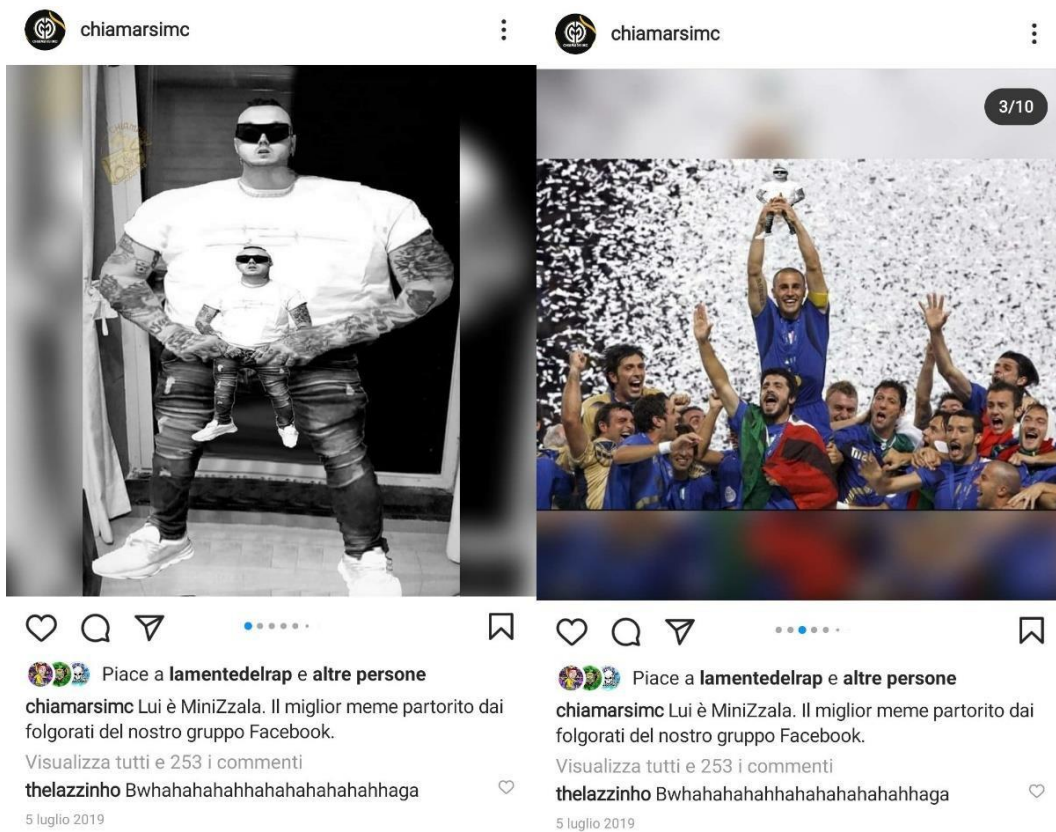 chiamarsimc
Piace a lamentedelrap e altre persone
chiamarsimc Lui è MiniZzala. Il miglior meme partorito dai
folgorati del nostro gruppo Facebook.
Visualizza tutti e 253 i commenti
thelazzinho Bwhahahahahhahahahahahahhaga
5 luglio 2019
chiamarsimc
3/10
Piace a lamentedelrap e altre persone
chiamarsimc Lui è MiniZzala. Il miglior meme partorito dai
folgorati del nostro gruppo Facebook.
Visualizza tutti e 253 i commenti
thelazzinho Bwhahahahahhahahahahahahhaga
5 luglio 2019